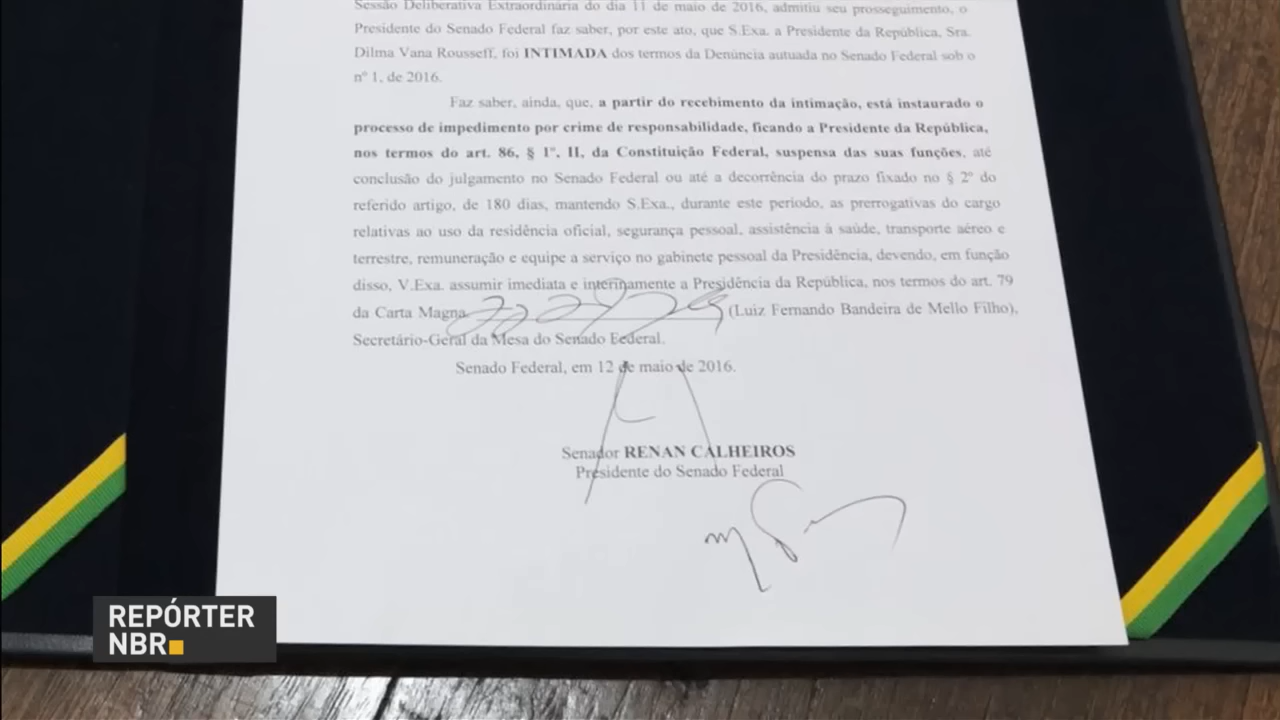 Sessão Deliberativa Extraordinária do dia 11 de maio de 2016, admitiu seu prosseguimento, o
Presidente do Senado Federal faz saber, por este ato, que S.Exa. a Presidente da República, Sra.
Dilma Vana Rousseff, foi INTIMADA dos termos da Denúncia autuada no Senado Federal sob o
nº 1, de 2016.
Faz saber, ainda, que, a partir do recebimento da intimação, está instaurado o
processo de impedimento por crime de responsabilidade, ficando a Presidente da República,
nos termos do art. 86, § 1º, II, da Constituição Federal, suspensa das suas funções, até
conclusão do julgamento no Senado Federal ou até a decorrência do prazo fixado no § 2º do
referido artigo, de 180 dias, mantendo S.Exa., durante este período, as prerrogativas do cargo
relativas ao uso da residência oficial, segurança pessoal, assistência à saúde, transporte aéreo e
terrestre, remuneração e equipe a serviço no gabinete pessoal da Presidência, devendo, em função
disso, V.Exa. assumir imediata e interinamente a Presidência da República, nos termos do art. 79
da Carta Magna (Luiz Fernando Bandeira de Mello Filho),
Secretário-Geral da Mesa do Senado Federal.
Senado Federal, em 12 de maio de 2016.
Senador RENAN CALHEIROS
Presidente do Senado Federal
REPÓRTER
NBR